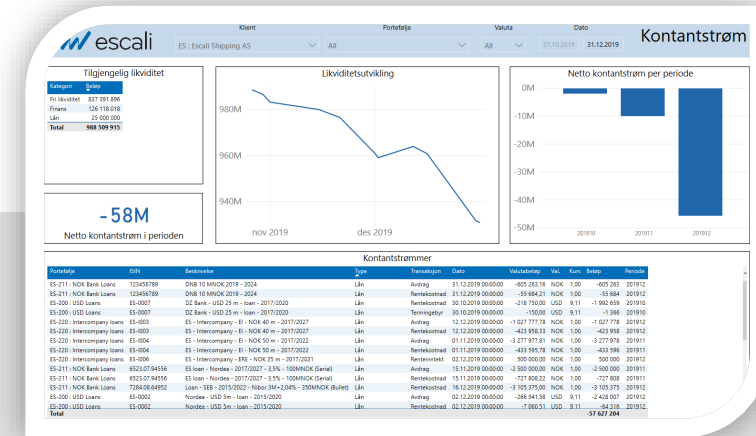 escali
Klient
Portefølje
Valuta
Dato
ES : Escali Shipping AS
All
All
27.10.2019
31.12.2019
Kontantstrøm
Tilgjengelig likviditet
Kategori Beløp
Fri likviditet 837 391 896
Finans 126 118 018
Lån 25 000 000
Total 988 509 915
-58M
Netto kontantstrøm i perioden
Likviditetsutvikling
980M
960M
940M
nov 2019
des 2019
Netto kontantstrøm per periode
0M
-10M
-20M
-30M
-40M
-50M
201910
201911
201912
Kontantstrømmer
Portefølje ISIN Beskrivelse Type Transaksjon Dato Valutabeløp Val. Kurs Beløp Periode
ES-211 : NOK Bank Loans 123456789 DNB 10 MNOK 2019 - 2024 Lån Avdrag 31.12.2019 00:00:00 -605 263,16 NOK 1,00 -605 263 201912
ES-211 : NOK Bank Loans 123456789 DNB 10 MNOK 2019 - 2024 Lån Rentekostnad 31.12.2019 00:00:00 -55 684,21 NOK 1,00 -55 684 201912
ES-200 : USD Loans ES-0007 DZ Bank - USD 25 m - loan - 2017/2020 Lån Rentekostnad 30.10.2019 00:00:00 -218 750,00 USD 9,11 -1 992 659 201910
ES-200 : USD Loans ES-0007 DZ Bank - USD 25 m - loan - 2017/2020 Lån Termingebyr 30.10.2019 00:00:00 -150,00 USD 9,11 -1 366 201910
ES-220 : Intercompany loans ES-I003 ES - Intercompany - EI - NOK 40 m - 2017/2027 Lån Avdrag 12.12.2019 00:00:00 -1 027 777,78 NOK 1,00 -1 027 778 201912
ES-220 : Intercompany loans ES-I003 ES - Intercompany - EI - NOK 40 m - 2017/2027 Lån Rentekostnad 12.12.2019 00:00:00 -423 958,33 NOK 1,00 -423 958 201912
ES-220 : Intercompany loans ES-I004 ES - Intercompany - EI - NOK 50 m - 2017/2022 Lån Avdrag 01.11.2019 00:00:00 -3 277 977,81 NOK 1,00 -3 277 978 201911
ES-220 : Intercompany loans ES-I004 ES - Intercompany - EI - NOK 50 m - 2017/2022 Lån Rentekostnad 01.11.2019 00:00:00 -433 595,78 NOK 1,00 -433 596 201911
ES-220 : Intercompany loans ES-I006 ES - Intercompany - ERE - NOK 25 m - 2017/2021 Lån Renteinntekt 02.12.2019 00:00:00 500 000,00 NOK 1,00 500 000 201912
ES-211 : NOK Bank Loans 6523.07.94556 ES loan - Nordea - 2017/2027 - 3,5% - 100MNOK (Serial) Lån Avdrag 15.11.2019 00:00:00 -2 500 000,00 NOK 1,00 -2 500 000 201911
ES-211 : NOK Bank Loans 6523.07.94556 ES loan - Nordea - 2017/2027 - 3,5% - 100MNOK (Serial) Lån Rentekostnad 15.11.2019 00:00:00 -727 808,22 NOK 1,00 -727 808 201911
ES-211 : NOK Bank Loans 7284.08.64952 Loan - SEB - 2015/2022 - Nibor 3M+2,04% - 350MNOK (Bullet) Lån Rentekostnad 16.12.2019 00:00:00 -3 105 375,00 NOK 1,00 -3 105 375 201912
ES-200 : USD Loans ES-0002 Nordea - USD 5m - loan - 2015/2020 Lån Avdrag 02.12.2019 00:00:00 -266 541,58 USD 9,11 -2 428 007 201912
ES-200 : USD Loans ES-0002 Nordea - USD 5m - loan - 2015/2020 Lån Rentekostnad 02.12.2019 00:00:00 -7 060,51 USD 9,11 -64 316 201912
Total -57 627 204